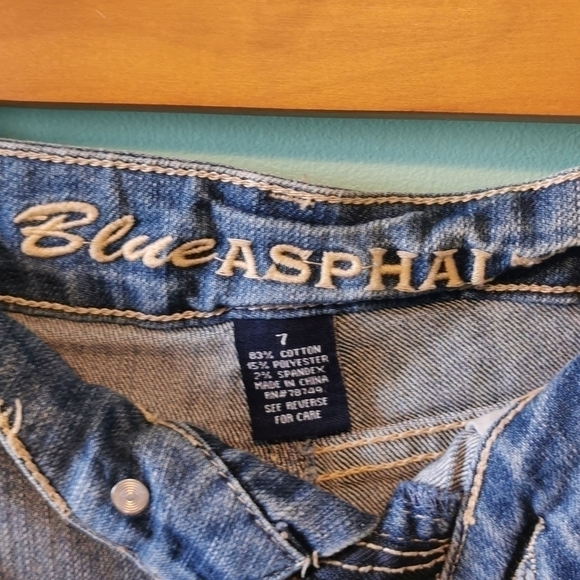 Blue ASPHAL
7
83% COTTON
15% POLYESTER
2% SPANDEX
MADE IN CHINA
RN#78749
SEE REVERSE
FOR CARE